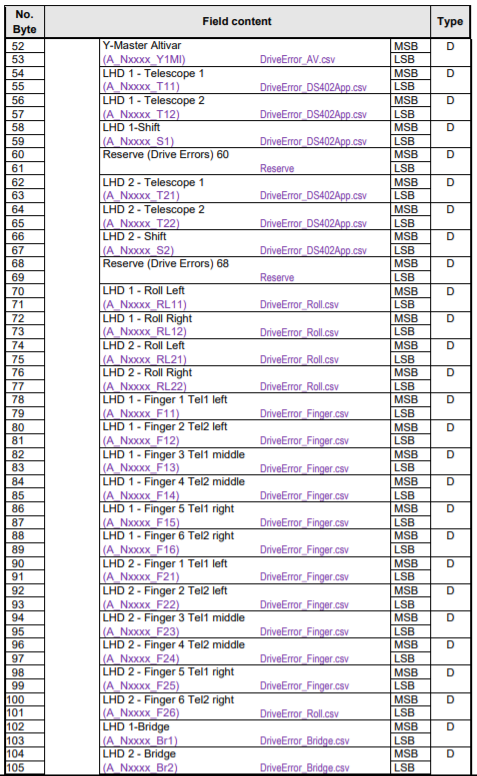 No. Byte Field content Type
52 Y-Master Altivar MSB D
53 (A_Nxxxx_Y1MI) DriveError_AV.csv LSB
54 LHD 1 - Telescope 1 MSB D
55 (A_Nxxxx_T11) DriveError_DS402App.csv LSB
56 LHD 1 - Telescope 2 MSB D
57 (A_Nxxxx_T12) DriveError_DS402App.csv LSB
58 LHD 1-Shift MSB D
59 (A_Nxxxx_S1) DriveError_DS402App.csv LSB
60 Reserve (Drive Errors) 60 MSB D
61 Reserve LSB
62 LHD 2 - Telescope 1 MSB D
63 (A_Nxxxx_T21) DriveError_DS402App.csv LSB
64 LHD 2 - Telescope 2 MSB D
65 (A_Nxxxx_T22) DriveError_DS402App.csv LSB
66 LHD 2 - Shift MSB D
67 (A_Nxxxx_S2) DriveError_DS402App.csv LSB
68 Reserve (Drive Errors) 68 MSB D
69 Reserve LSB
70 LHD 1 - Roll Left MSB D
71 (A_Nxxxx_RL11) DriveError_Roll.csv LSB
72 LHD 1 - Roll Right MSB D
73 (A_Nxxxx_RL12) DriveError_Roll.csv LSB
74 LHD 2 - Roll Left MSB D
75 (A_Nxxxx_RL21) DriveError_Roll.csv LSB
76 LHD 2 - Roll Right MSB D
77 (A_Nxxxx_RL22) DriveError_Roll.csv LSB
78 LHD 1 - Finger 1 Tel1 left MSB D
79 (A_Nxxxx_F11) DriveError_Finger.csv LSB
80 LHD 1 - Finger 2 Tel2 left MSB D
81 (A_Nxxxx_F12) DriveError_Finger.csv LSB
82 LHD 1 - Finger 3 Tel1 middle MSB D
83 (A_Nxxxx_F13) DriveError_Finger.csv LSB
84 LHD 1 - Finger 4 Tel2 middle MSB D
85 (A_Nxxxx_F14) DriveError_Finger.csv LSB
86 LHD 1 - Finger 5 Tel1 right MSB D
87 (A_Nxxxx_F15) DriveError_Finger.csv LSB
88 LHD 1 - Finger 6 Tel2 right MSB D
89 (A_Nxxxx_F16) DriveError_Finger.csv LSB
90 LHD 2 - Finger 1 Tel1 left MSB D
91 (A_Nxxxx_F21) DriveError_Finger.csv LSB
92 LHD 2 - Finger 2 Tel2 left MSB D
93 (A_Nxxxx_F22) DriveError_Finger.csv LSB
94 LHD 2 - Finger 3 Tel1 middle MSB D
95 (A_Nxxxx_F23) DriveError_Finger.csv LSB
96 LHD 2 - Finger 4 Tel2 middle MSB D
97 (A_Nxxxx_F24) DriveError_Finger.csv LSB
98 LHD 2 - Finger 5 Tel1 right MSB D
99 (A_Nxxxx_F25) DriveError_Finger.csv LSB
100 LHD 2 - Finger 6 Tel2 right MSB D
101 (A_Nxxxx_F26) DriveError_Roll.csv LSB
102 LHD 1-Bridge MSB D
103 (A_Nxxxx_Br1) DriveError_Bridge.csv LSB
104 LHD 2 - Bridge MSB D
105 (A_Nxxxx_Br2) DriveError_Bridge.csv LSB